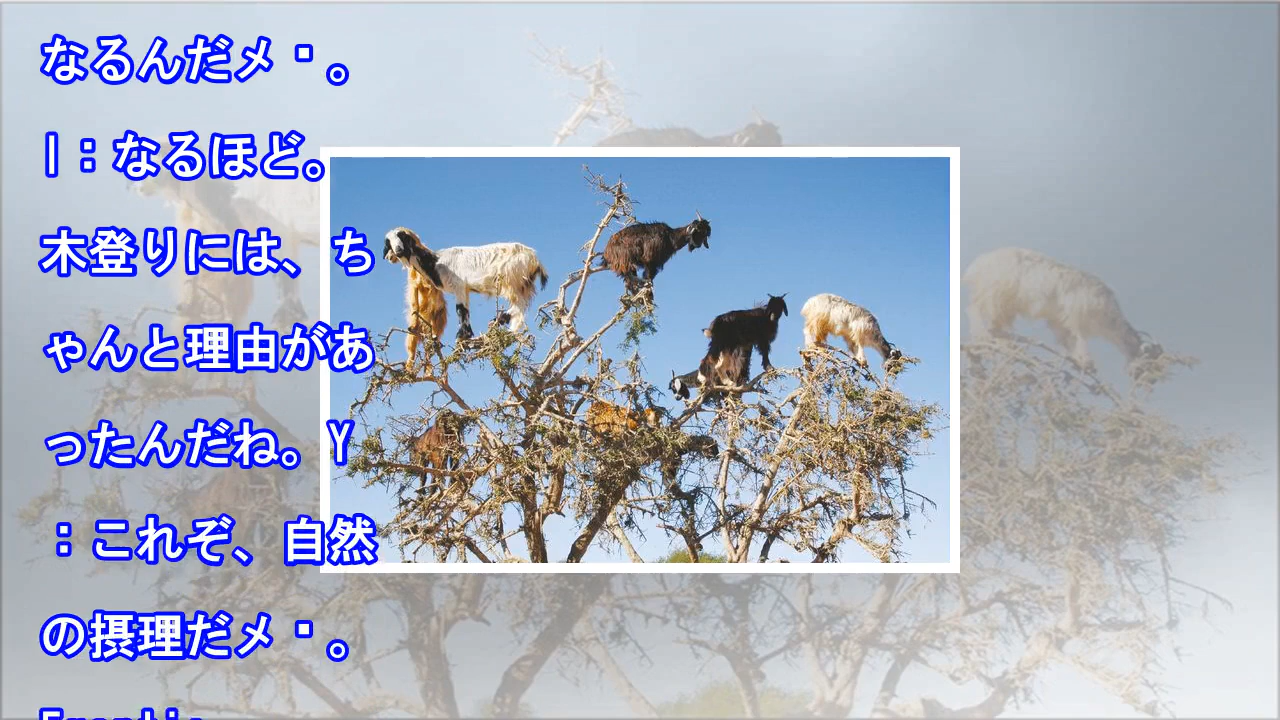 なるんだメ・。
|：なるほど。
木登りには、ち
ゃんと理由があ
ったんだね。Y
：これぞ、自然
の摂理だメ・。